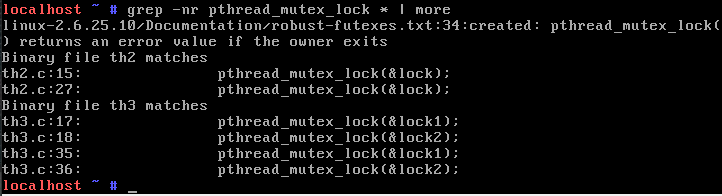 localhost ~ # grep -nr pthread_mutex_lock * | more
linux-2.6.25.10/Documentation/robust-futexes.txt:34:created: pthread_mutex_lock(
) returns an error value if the owner exits
Binary file th2 matches
th2.c:15:                pthread_mutex_lock(&lock);
th2.c:27:                pthread_mutex_lock(&lock);
Binary file th3 matches
th3.c:17:                pthread_mutex_lock(&lock1);
th3.c:18:                pthread_mutex_lock(&lock2);
th3.c:35:                pthread_mutex_lock(&lock1);
th3.c:36:                pthread_mutex_lock(&lock2);
localhost ~ # _